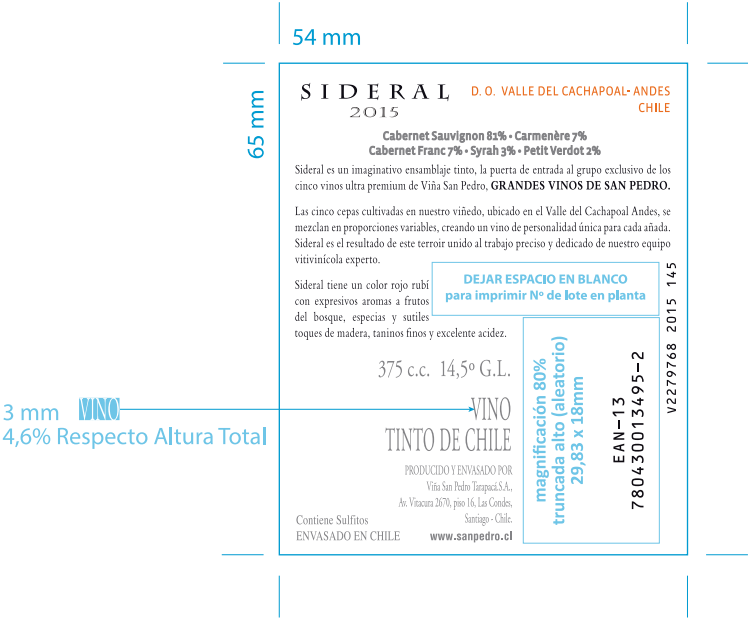 54 mm
65 mm
SIDERAL
2015
D. O. VALLE DEL CACHAPOAL- ANDES
CHILE
Cabernet Sauvignon 81% • Carmenère 7%
Cabernet Franc 7% • Syrah 3% • Petit Verdot 2%
Sideral es un imaginativo ensamblaje tinto, la puerta de entrada al grupo exclusivo de los
cinco vinos ultra premium de Viña San Pedro, GRANDES VINOS DE SAN PEDRO.
Las cinco cepas cultivadas en nuestro viñedo, ubicado en el Valle del Cachapoal Andes, se
mezclan en proporciones variables, creando un vino de personalidad única para cada añada.
Sideral es el resultado de este terroir unido al trabajo preciso y dedicado de nuestro equipo
vitivinícola experto.
Sideral tiene un color rojo rubí
con expresivos aromas a frutos
del bosque, especias y sutiles
toques de madera, taninos finos y excelente acidez.
DEJAR ESPACIO EN BLANCO
para imprimir Nº de lote en planta
V2279768 2015 145
375 c.c. 14,5º G.L.
3 mm VINO
4,6% Respecto Altura Total
VINO
TINTO DE CHILE
PRODUCIDO Y ENVASADO POR
Viña San Pedro Tarapacá,S.A.,
Av. Vitacura 2670, piso 16, Las Condes,
Santiago - Chile.
www.sanpedro.cl
Contiene Sulfitos
ENVASADO EN CHILE
magnificación 80%
truncada alto (aleatorio)
29,83 x 18mm
EAN-13
780430013495-2